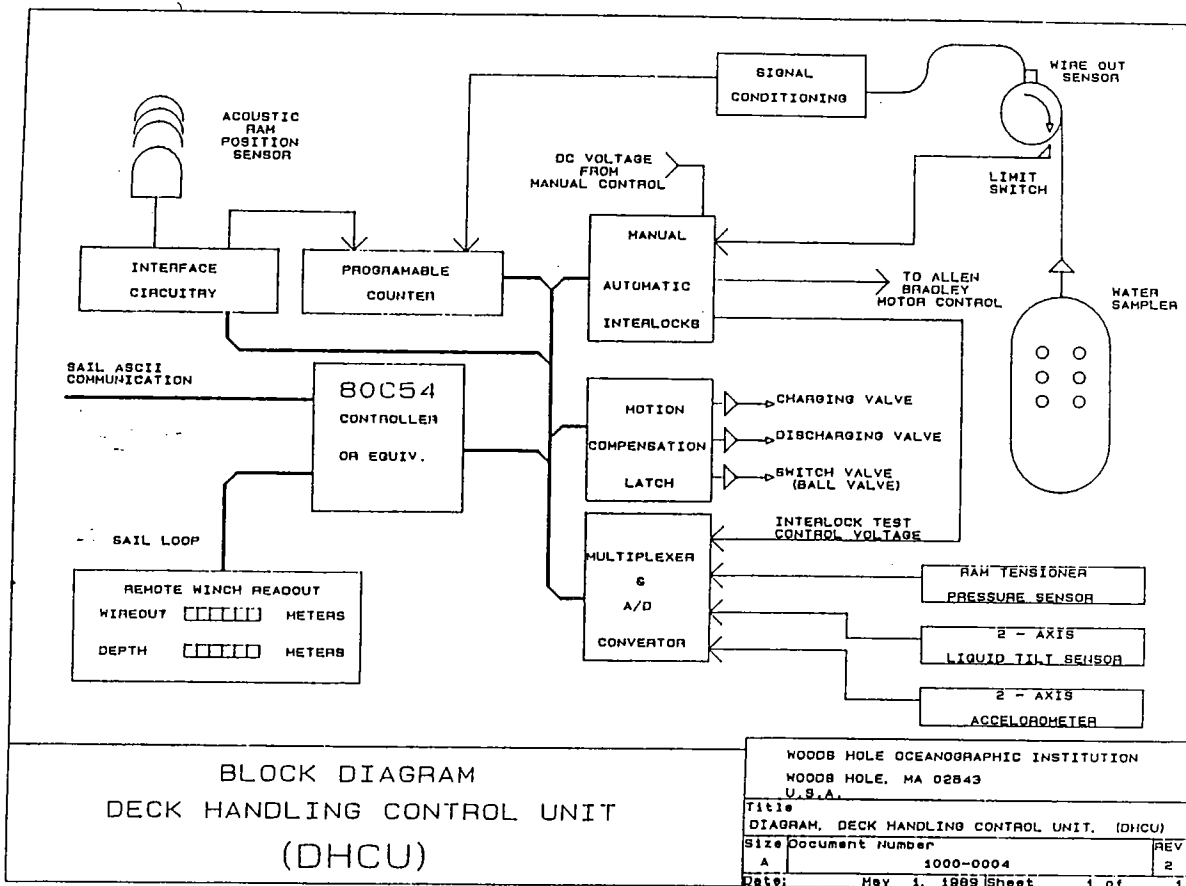 SIGNAL
CONDITIONING
WIRE OUT
SENSOR
ACOUSTIC
RAM
POSITION
SENSOR
DC VOLTAGE
FROM
MANUAL CONTROL
LIMIT
SWITCH
INTERFACE
CIRCUITRY
PROGRAMABLE
COUNTER
MANUAL
AUTOMATIC
INTERLOCKS
TO ALLEN
BRADLEY
MOTOR CONTROL
WATER
SAMPLER
SAIL ASCII
COMMUNICATION
80C54
CONTROLLER
OR EQUIV.
MOTION
COMPENSATION
LATCH
CHARGING VALVE
DISCHARGING VALVE
SWITCH VALVE
(BALL VALVE)
SAIL LOOP
INTERLOCK TEST
CONTROL VOLTAGE
MULTIPLEXER
&
A/D
CONVERTOR
REMOTE WINCH READOUT
WIREOUT METERS
DEPTH METERS
RAM TENSIONER
PRESSURE SENSOR
2 - AXIS
LIQUID TILT SENSOR
2 - AXIS
ACCELOROMETER
BLOCK DIAGRAM
DECK HANDLING CONTROL UNIT
(DHCU)
WOODS HOLE OCEANOGRAPHIC INSTITUTION
WOODS HOLE, MA 02543
U.S.A.
Title
DIAGRAM, DECK HANDLING CONTROL UNIT, (DHCU)
Size Document Number REV
A 1000-0004 2
Date: May 1, 1989 Sheet 1 of 1